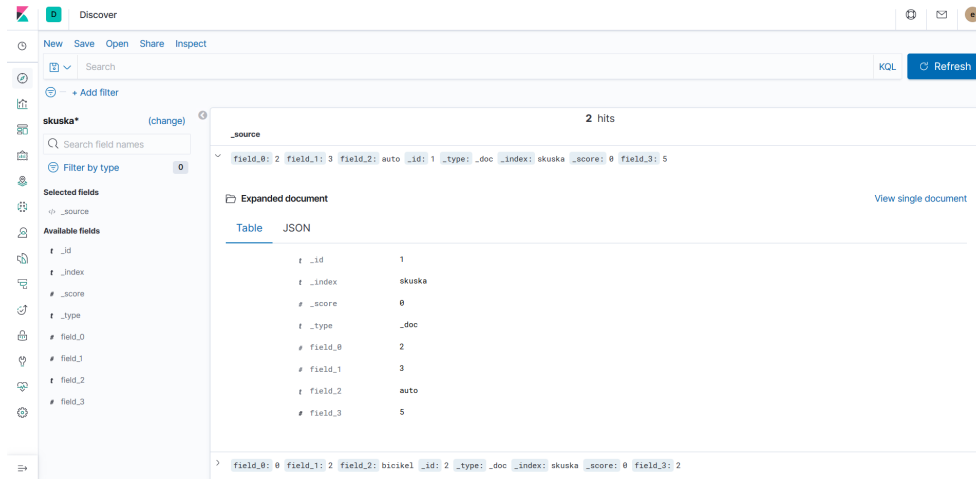 D Discover e
New Save Open Share Inspect
Search KQL Refresh
+ Add filter
skuska* (change)
2 hits
Search field names
_source
Filter by type 0
field_0: 2 field_1: 3 field_2: auto _id: 1 _type: _doc _index: skuska _score: 0 field_3: 5
Selected fields
</> _source
Expanded document View single document
Available fields
Table JSON
t _id
t _index
# _score
t _type
# field_0
# field_1
t field_2
# field_3
t _id 1
t _index skuska
# _score 0
t _type _doc
# field_0 2
# field_1 3
t field_2 auto
# field_3 5
field_0: 0 field_1: 2 field_2: bicikel _id: 2 _type: _doc _index: skuska _score: 0 field_3: 2